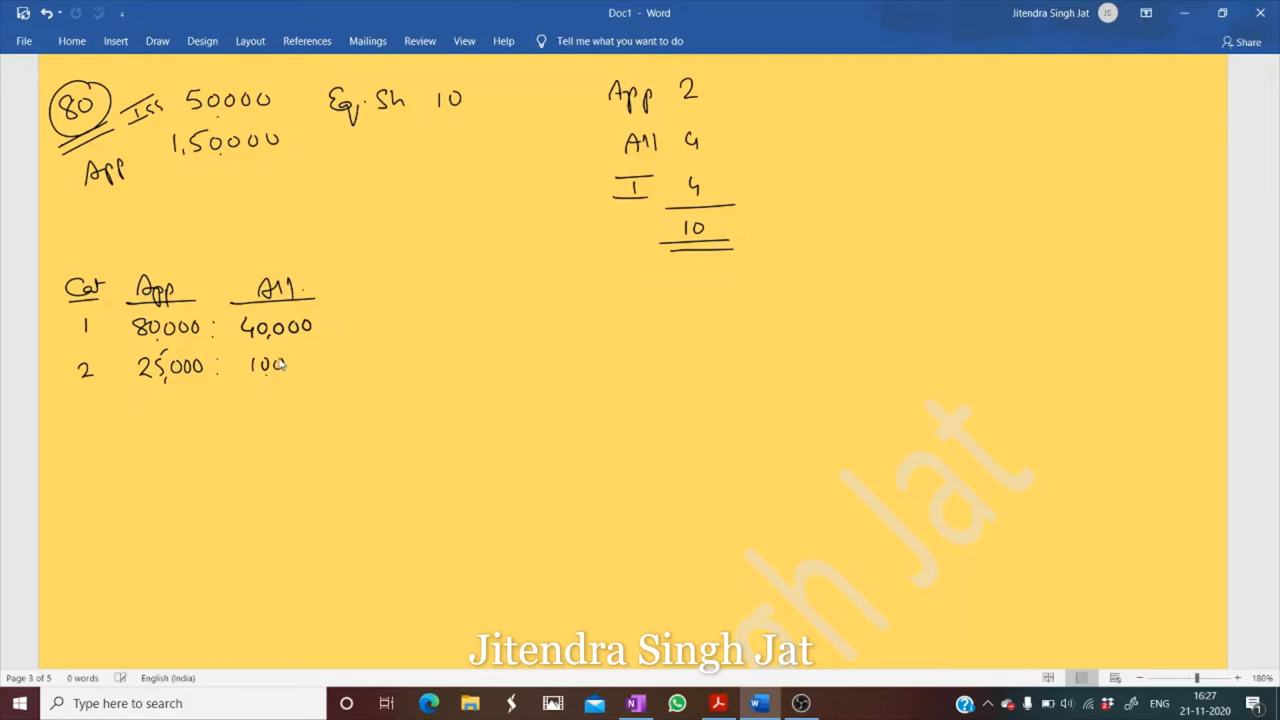 Doc1 - Word
Jitendra Singh Jat
JS
File Home Insert Draw Design Layout References Mailings Review View Help Tell me what you want to do
Share
80 Iss 50000 Eq. Sh 10
App 1,50000
App 2
All 4
I 4
10
Cat App All.
1 80,000 : 40,000
2 25,000 : 100
gh Jat
Jitendra Singh Jat
Page 3 of 5 0 words English (India)
180%
Type here to search
ENG
16:27
21-11-2020